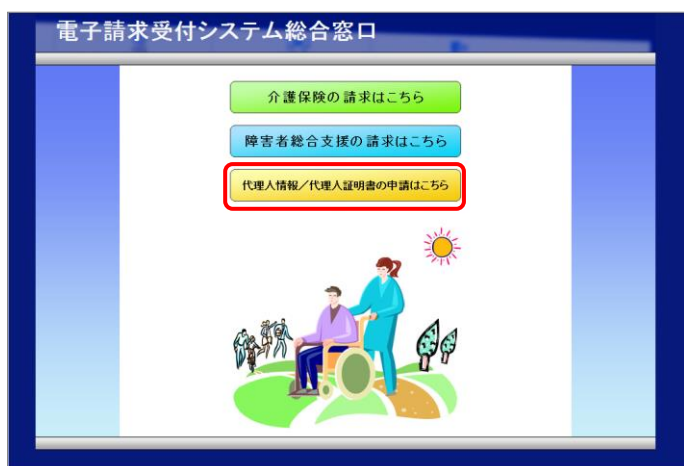 電子請求受付システム総合窓口
介護保険の請求はこちら
障害者総合支援の請求はこちら
代理人情報／代理人証明書の申請はこちら